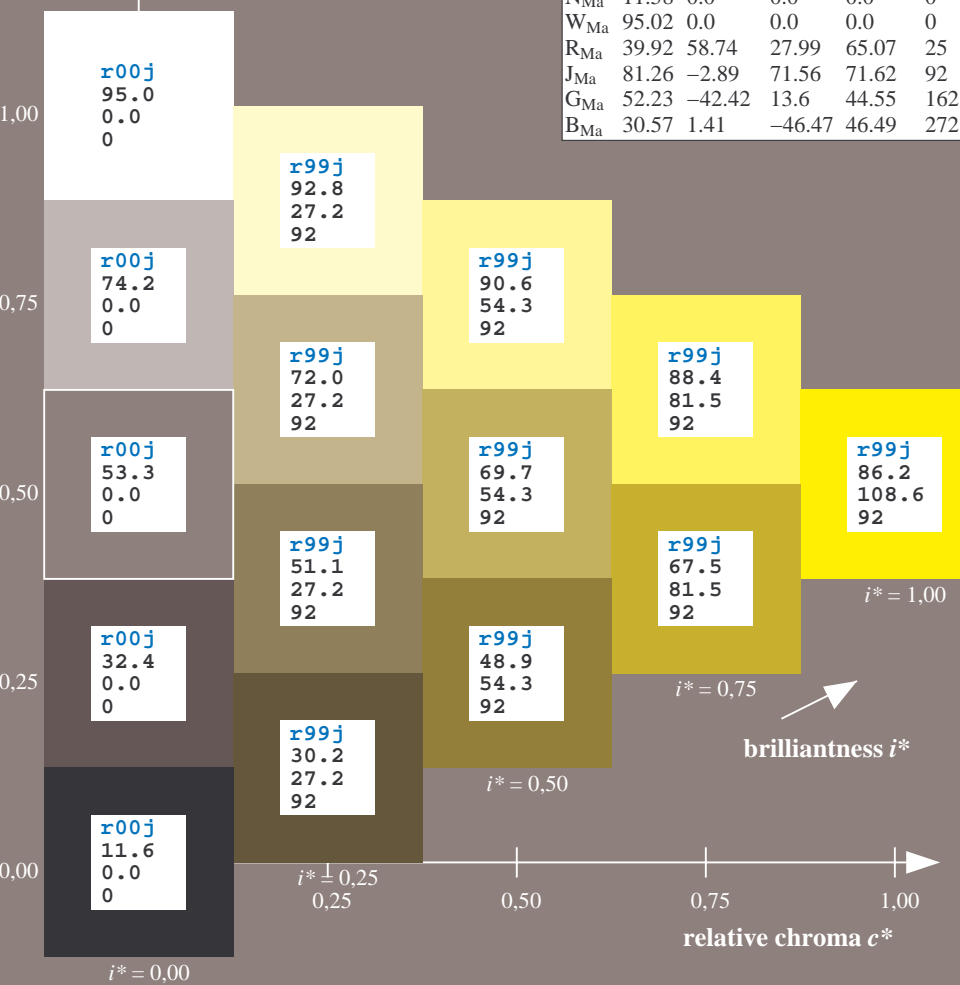 W_Ma 95.02 0.0 0.0 0.0 0
R_Ma 39.92 58.74 27.99 65.07 25
J_Ma 81.26 –2.89 71.56 71.62 92
G_Ma 52.23 –42.42 13.6 44.55 162
B_Ma 30.57 1.41 –46.47 46.49 272
1,00
r00j
95.0
0.0
0
r99j
92.8
27.2
92
0,75
r00j
74.2
0.0
0
r99j
90.6
54.3
92
r99j
72.0
27.2
92
r99j
88.4
81.5
92
0,50
r00j
53.3
0.0
0
r99j
69.7
54.3
92
r99j
86.2
108.6
92
i* = 1,00
r99j
51.1
27.2
92
r99j
67.5
81.5
92
i* = 0,75
0,25
r00j
32.4
0.0
0
r99j
48.9
54.3
92
i* = 0,50
brilliantness i*
r99j
30.2
27.2
92
0,00
r00j
11.6
0.0
0
i* = 0,25
0,25 0,50 0,75 1,00
relative chroma c*
i* = 0,00